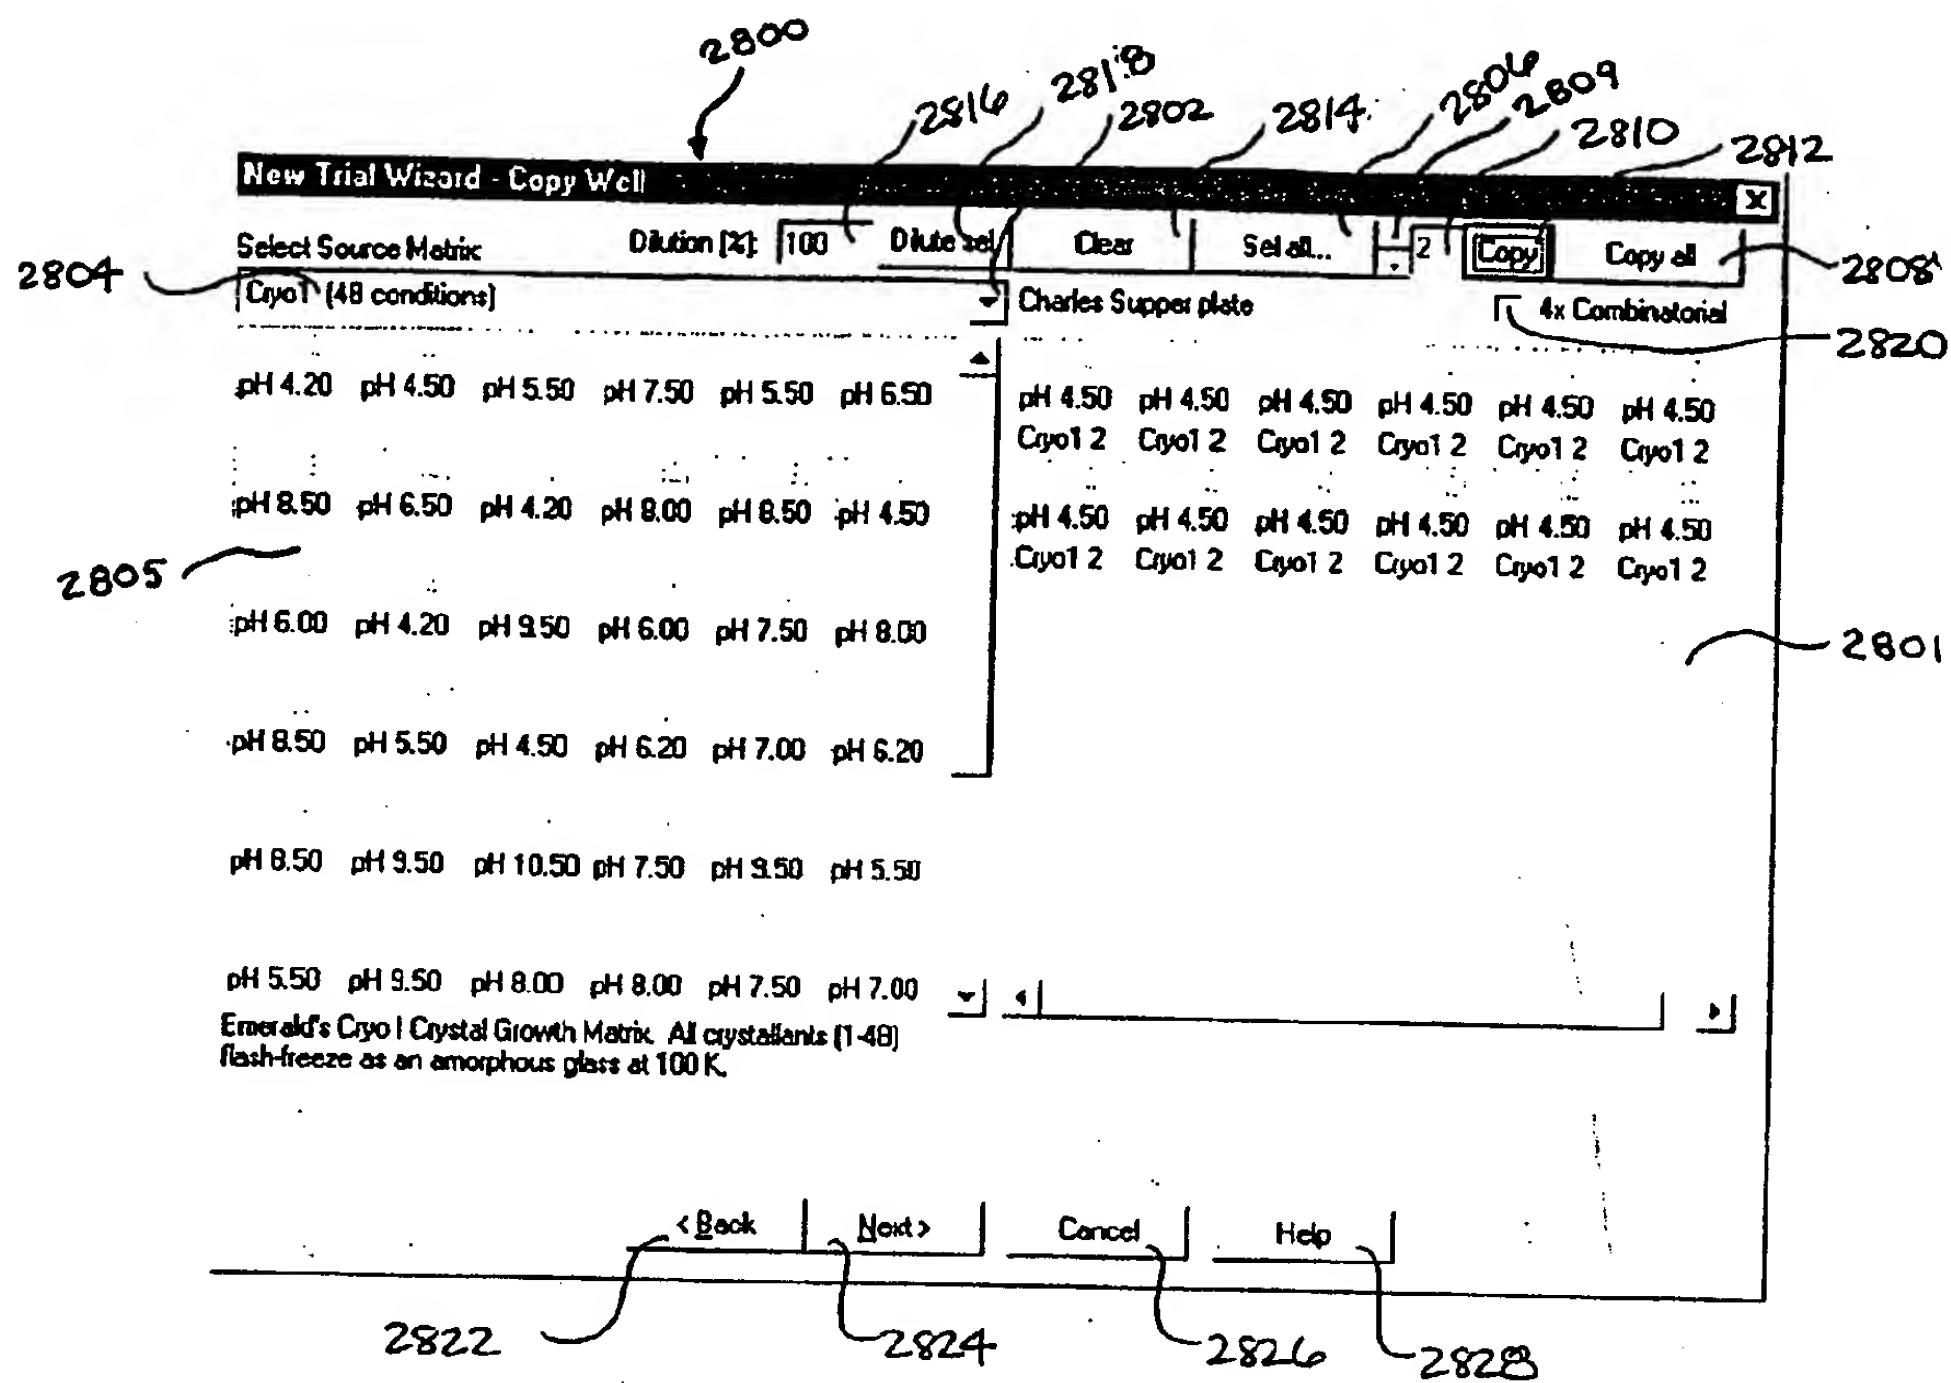 2800
2816 2818 2802 2814 2806 2809 2810 2812
New Trial Wizard - Copy Well X
Select Source Matrix Dilution [%]: 100 Dilute sel Clear Sel all... 2 Copy Copy all
2804 2808
Cryo1 (48 conditions) Charles Supper plate 4x Combinatorial
2820
pH 4.20 pH 4.50 pH 5.50 pH 7.50 pH 5.50 pH 6.50 pH 4.50 pH 4.50 pH 4.50 pH 4.50 pH 4.50 pH 4.50
Cryo1 2 Cryo1 2 Cryo1 2 Cryo1 2 Cryo1 2 Cryo1 2
pH 8.50 pH 6.50 pH 4.20 pH 8.00 pH 8.50 pH 4.50 pH 4.50 pH 4.50 pH 4.50 pH 4.50 pH 4.50 pH 4.50
Cryo1 2 Cryo1 2 Cryo1 2 Cryo1 2 Cryo1 2 Cryo1 2
2805
pH 6.00 pH 4.20 pH 9.50 pH 6.00 pH 7.50 pH 8.00
2801
pH 8.50 pH 5.50 pH 4.50 pH 6.20 pH 7.00 pH 6.20
pH 8.50 pH 9.50 pH 10.50 pH 7.50 pH 9.50 pH 5.50
pH 5.50 pH 9.50 pH 8.00 pH 8.00 pH 7.50 pH 7.00
Emerald's Cryo I Crystal Growth Matrix. All crystallants (1-48)
flash-freeze as an amorphous glass at 100 K.
< Back Next > Cancel Help
2822 2824 2826 2828